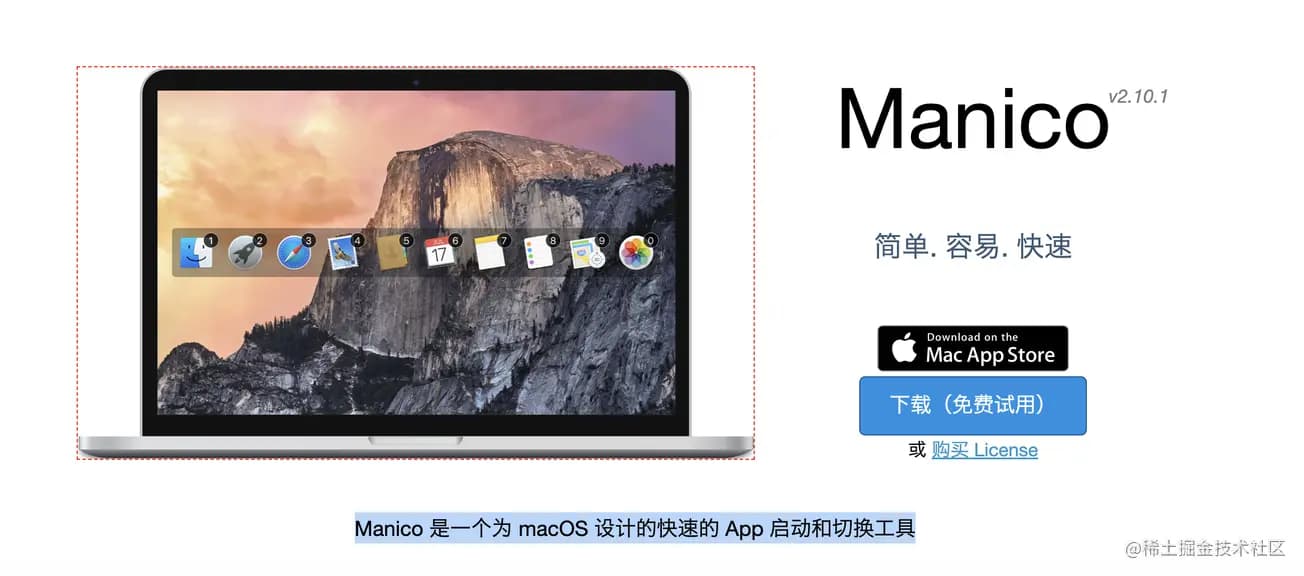 Manico v2.10.1
简单. 容易. 快速
1 2 3 4 5 6 7 8 9 0
JUL
17
Download on the
Mac App Store
下载（免费试用）
或 购买 License
Manico 是一个为 macOS 设计的快速的 App 启动和切换工具
@稀土掘金技术社区